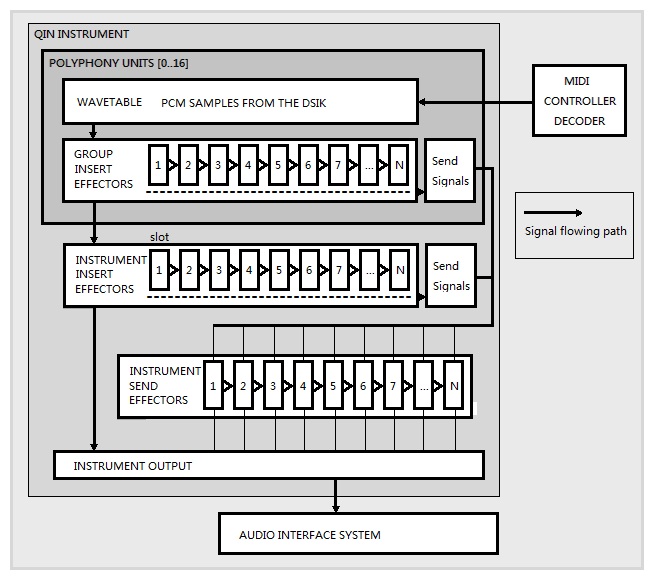 QIN INSTRUMENT
POLYPHONY UNITS [0..16]
WAVETABLE PCM SAMPLES FROM THE DSIK
MIDI
CONTROLLER
DECODER
GROUP
INSERT
EFFECTORS
1 2 3 4 5 6 7 ... N
Send
Signals
Signal flowing path
slot
INSTRUMENT
INSERT
EFFECTORS
1 2 3 4 5 6 7 ... N
Send
Signals
INSTRUMENT
SEND
EFFECTORS
1 2 3 4 5 6 7 ... N
INSTRUMENT OUTPUT
AUDIO INTERFACE SYSTEM